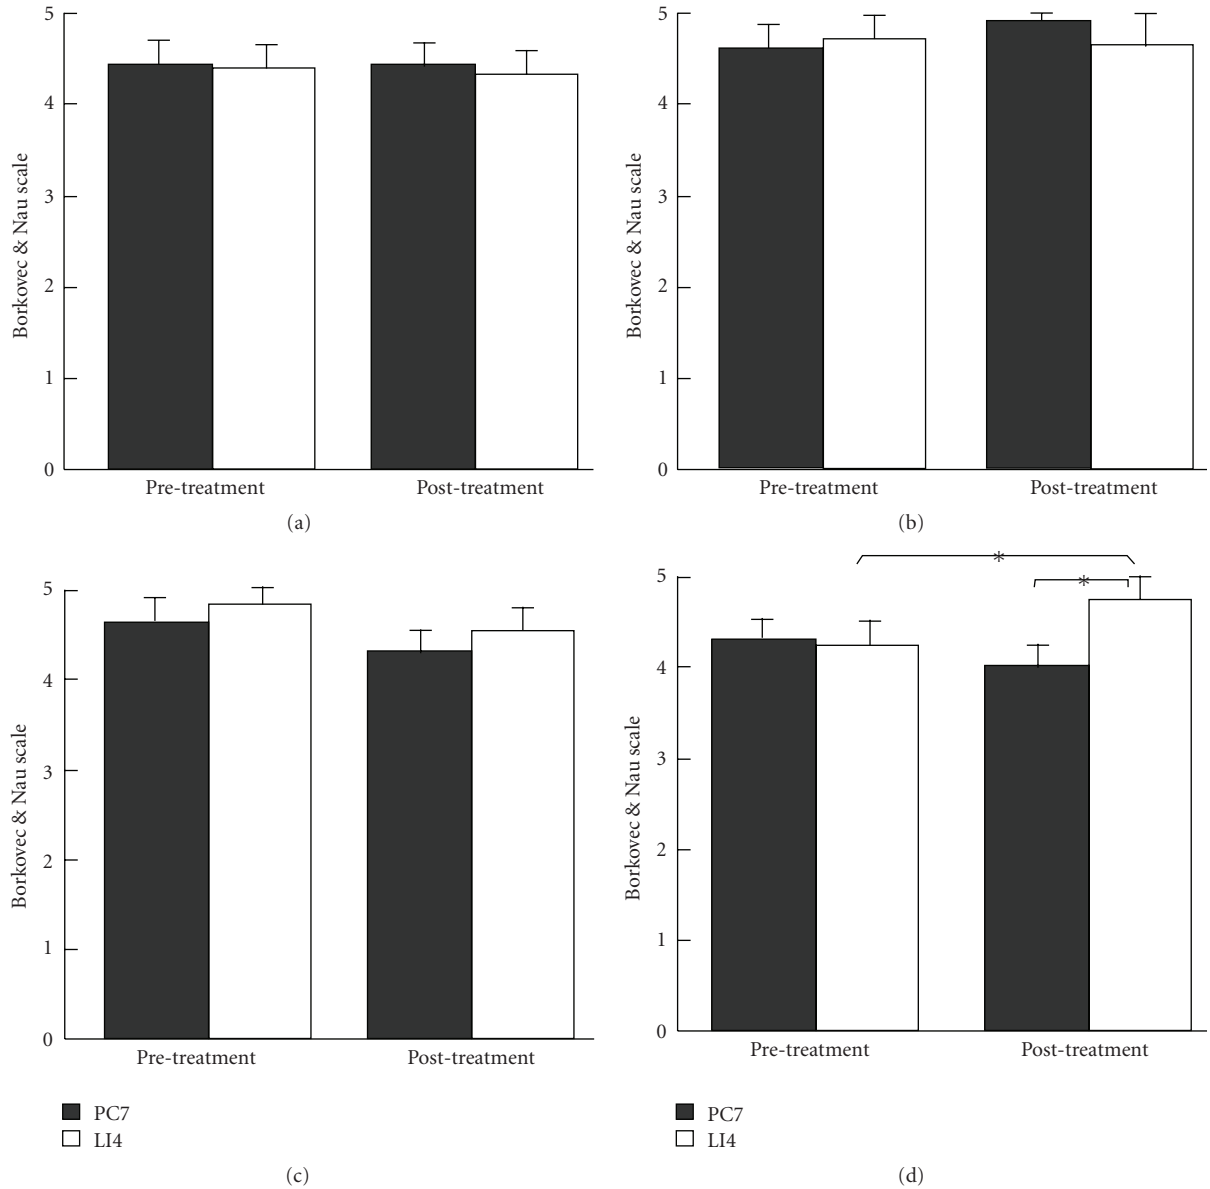 5
4
3
2
1
0
Borkovec & Nau scale
Pre-treatment
Post-treatment
(a)
5
4
3
2
1
0
Borkovec & Nau scale
Pre-treatment
Post-treatment
(b)
5
4
3
2
1
0
Borkovec & Nau scale
Pre-treatment
Post-treatment
PC7
LI4
(c)
*
*
5
4
3
2
1
0
Borkovec & Nau scale
Pre-treatment
Post-treatment
PC7
LI4
(d)